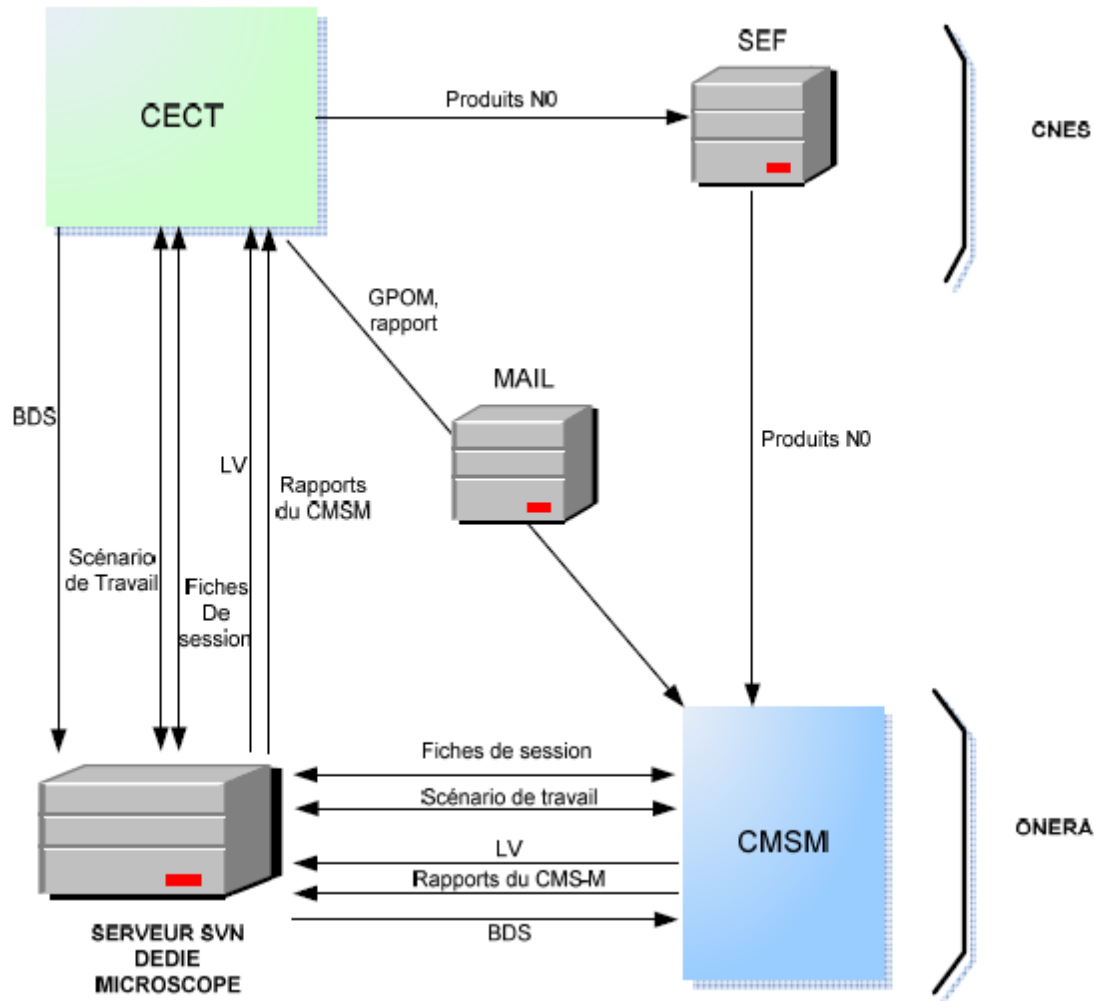 SEF
CECT
Produits N0
CNES
GPOM,
rapport
MAIL
BDS
LV
Produits N0
Rapports
du CMSM
Scénario
de Travail
Fiches
De
session
Fiches de session
Scénario de travail
CMSM
ONERA
LV
Rapports du CMS-M
BDS
SERVEUR SVN
DEDIE
MICROSCOPE